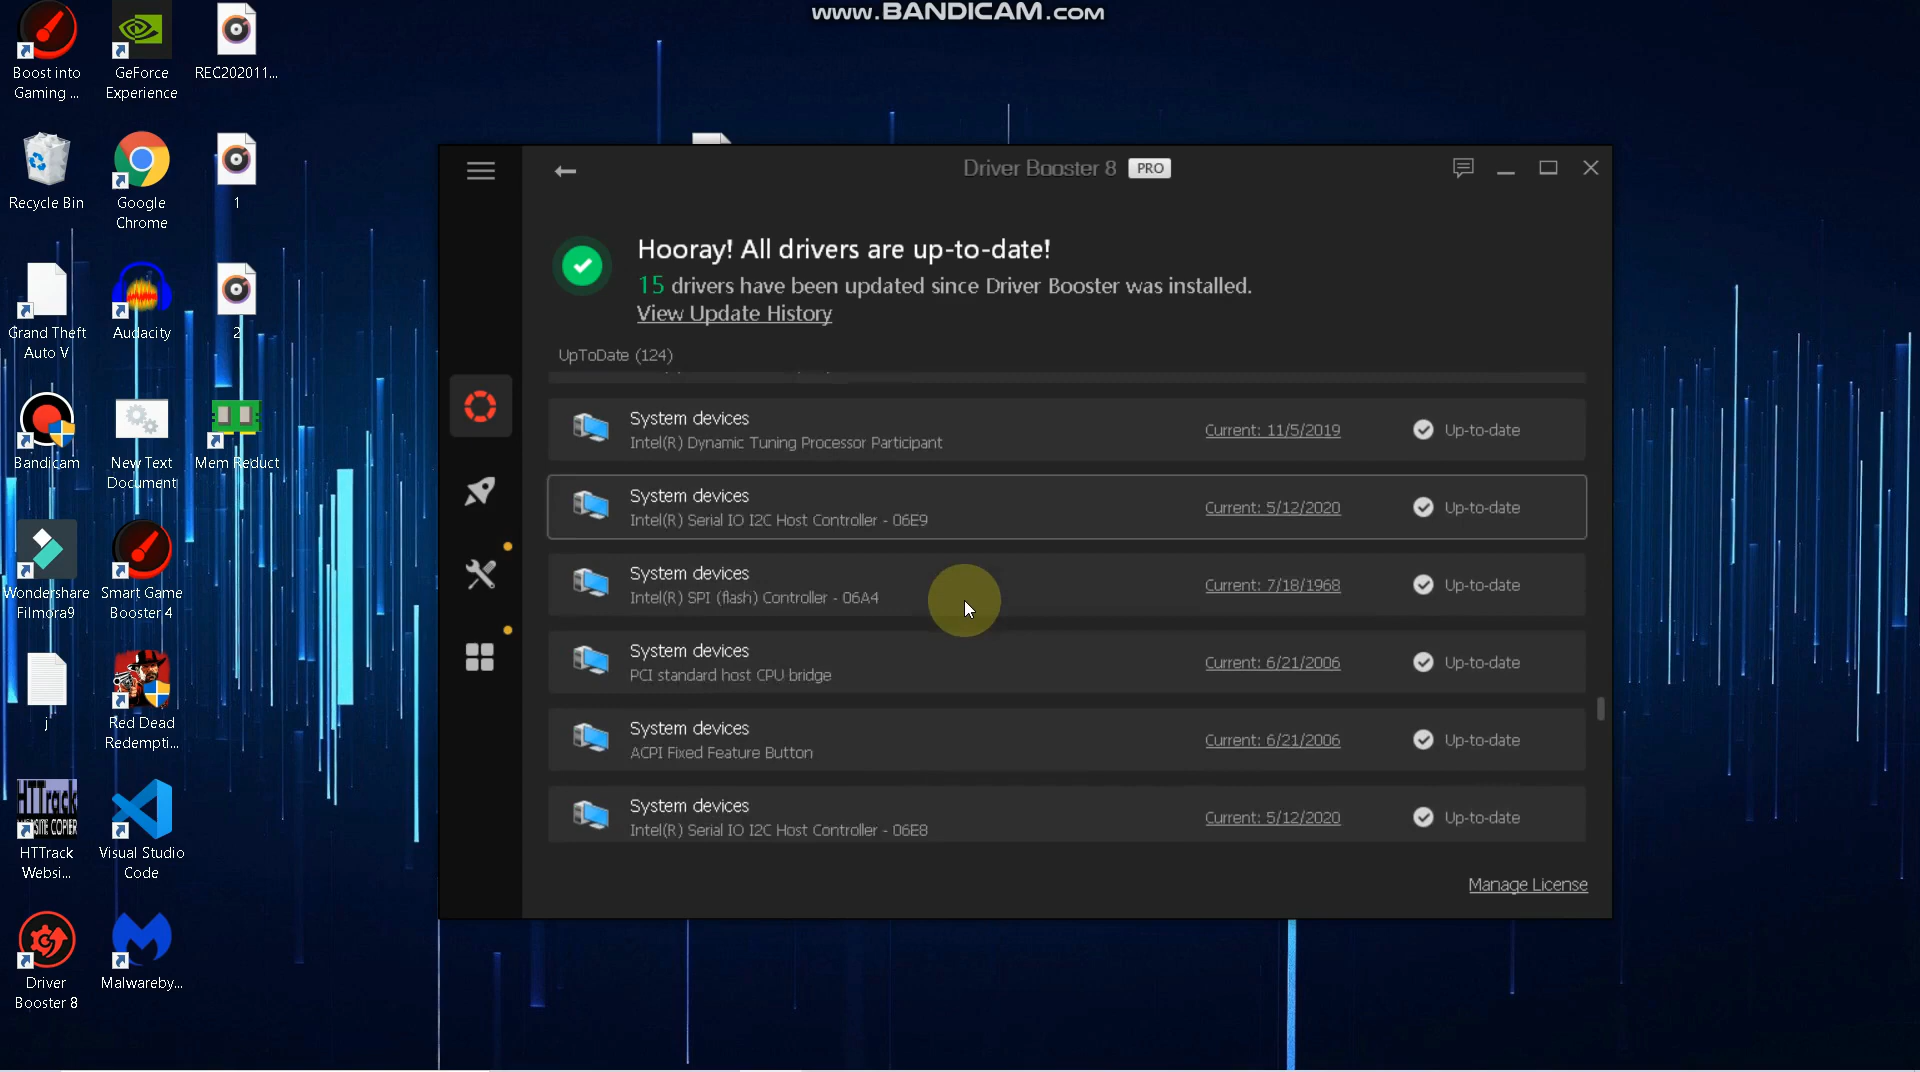 www.BANDICAM.com
Boost into
Gaming ...
GeForce
Experience
REC202011...
Recycle Bin
Google
Chrome
1
Grand Theft
Auto V
Audacity
2
Bandicam
New Text
Document
Mem Reduct
Wondershare
Filmora9
Smart Game
Booster 4
j
Red Dead
Redempti...
HTTrack
WEBSITE COPIER
HTTrack
Websi...
Visual Studio
Code
Driver
Booster 8
Malwareby...
Driver Booster 8 PRO
Hooray! All drivers are up-to-date!
15 drivers have been updated since Driver Booster was installed.
View Update History
UpToDate (124)
System devices
Intel(R) Dynamic Tuning Processor Participant
Current: 11/5/2019
Up-to-date
System devices
Intel(R) Serial IO I2C Host Controller - 06E9
Current: 5/12/2020
Up-to-date
System devices
Intel(R) SPI (flash) Controller - 06A4
Current: 7/18/1968
Up-to-date
System devices
PCI standard host CPU bridge
Current: 6/21/2006
Up-to-date
System devices
ACPI Fixed Feature Button
Current: 6/21/2006
Up-to-date
System devices
Intel(R) Serial IO I2C Host Controller - 06E8
Current: 5/12/2020
Up-to-date
Manage License